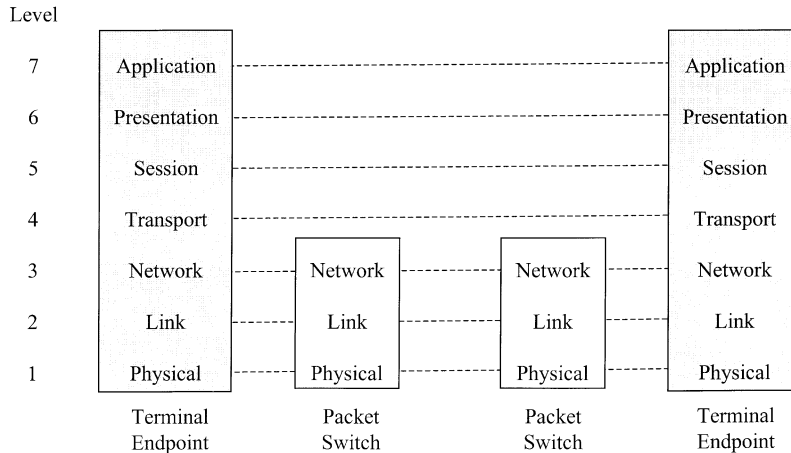 Level
7 Application Application
6 Presentation Presentation
5 Session Session
4 Transport Transport
3 Network Network Network Network
2 Link Link Link Link
1 Physical Physical Physical Physical
Terminal Packet Packet Terminal
Endpoint Switch Switch Endpoint